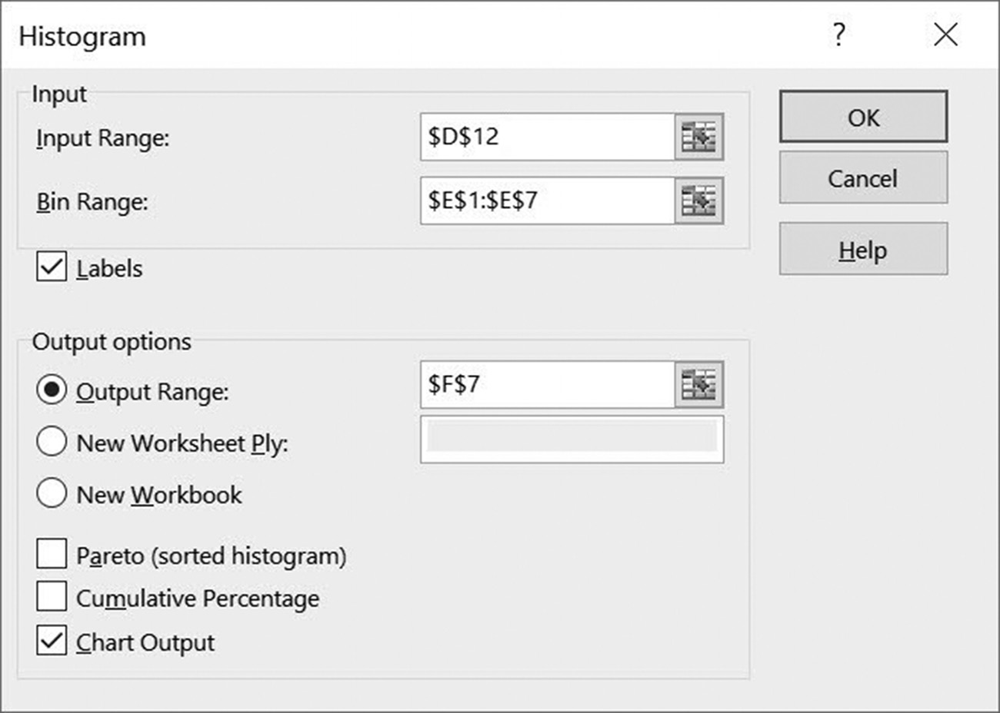 Histogram ?
Input
Input Range: $D$12
Bin Range: $E$1:$E$7
Labels
OK
Cancel
Help
Output options
Output Range: $F$7
New Worksheet Ply:
New Workbook
Pareto (sorted histogram)
Cumulative Percentage
Chart Output